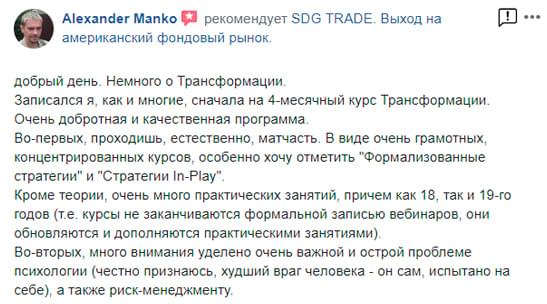 Alexander Manko рекомендует SDG TRADE. Выход на
американский фондовый рынок.
добрый день. Немного о Трансформации.
Записался я, как и многие, сначала на 4-месячный курс Трансформации.
Очень добротная и качественная программа.
Во-первых, проходишь, естественно, матчасть. В виде очень грамотных,
концентрированных курсов, особенно хочу отметить "Формализованные
стратегии" и "Стратегии In-Play".
Кроме теории, очень много практических занятий, причем как 18, так и 19-го
годов (т.е. курсы не заканчиваются формальной записью вебинаров, они
обновляются и дополняются практическими занятиями).
Во-вторых, много внимания уделено очень важной и острой проблеме
психологии (честно признаюсь, худший враг человека - он сам, испытано на
себе), а также риск-менеджменту.